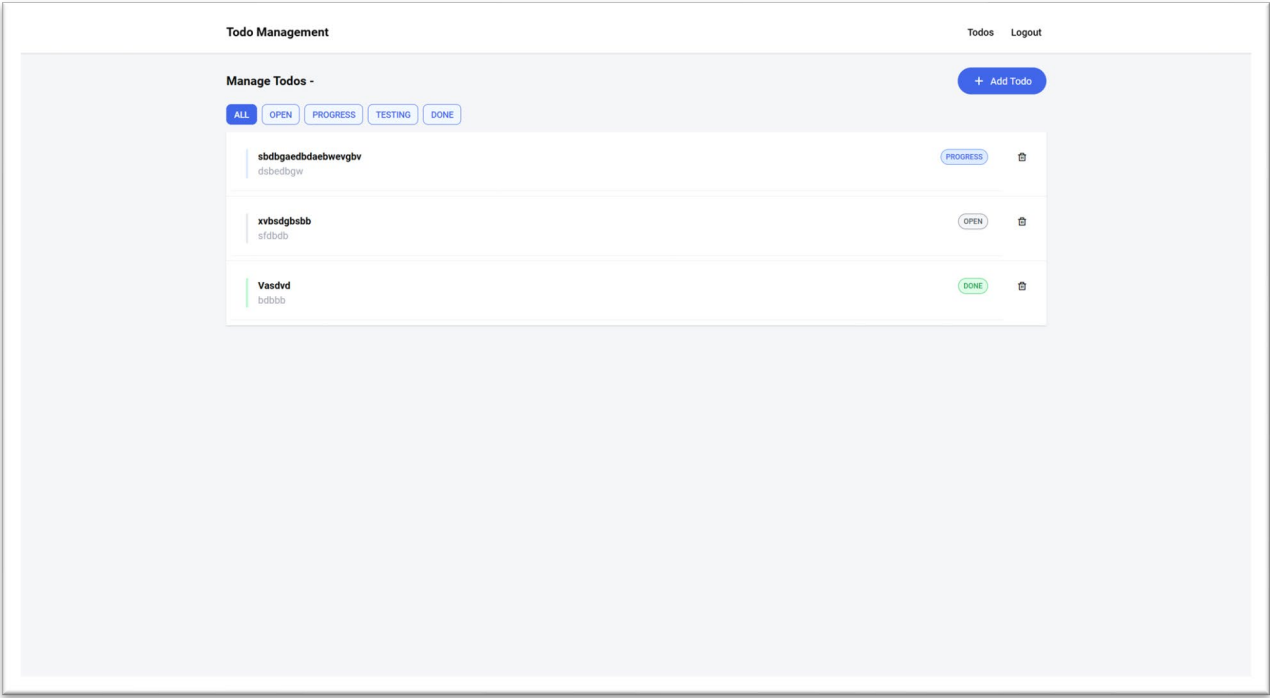 Todo Management
Todos Logout
Manage Todos -
+ Add Todo
ALL OPEN PROGRESS TESTING DONE
sbdbgaedbdaebwevgbv
PROGRESS
dsbedbgw
xvbsdgbsbb
OPEN
sfdbdb
Vasdvd
DONE
bdbbb